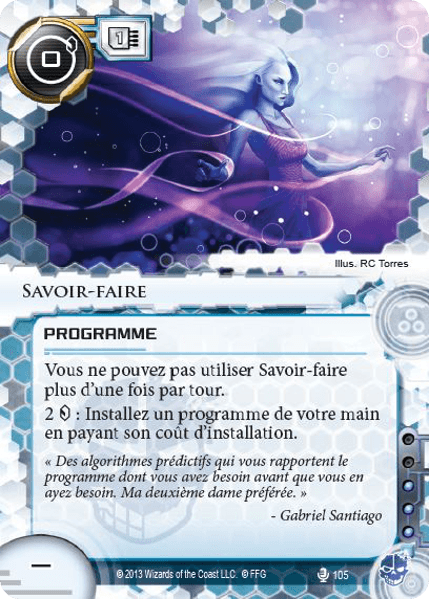 1
Illus. RC Torres
Savoir-faire
PROGRAMME
Vous ne pouvez pas utiliser Savoir-faire
plus d'une fois par tour.
2 : Installez un programme de votre main
en payant son coût d'installation.
« Des algorithmes prédictifs qui vous rapportent le
programme dont vous avez besoin avant que vous en
ayez besoin. Ma deuxième dame préférée. »
- Gabriel Santiago
—
© 2013 Wizards of the Coast LLC. © FFG
105